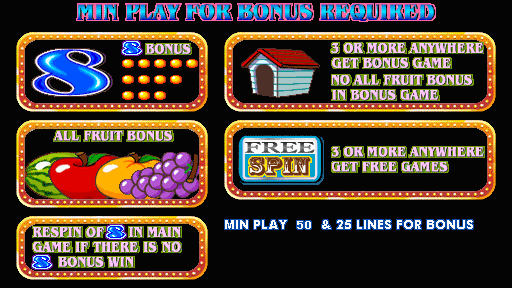 MIN PLAY FOR BONUS REQUIRED
8
8 BONUS
3 OR MORE ANYWHERE
GET BONUS GAME
NO ALL FRUIT BONUS
IN BONUS GAME
ALL FRUIT BONUS
FREE
SPIN
3 OR MORE ANYWHERE
GET FREE GAMES
RESPIN OF 8 IN MAIN
GAME IF THERE IS NO
8 BONUS WIN
MIN PLAY 50 & 25 LINES FOR BONUS